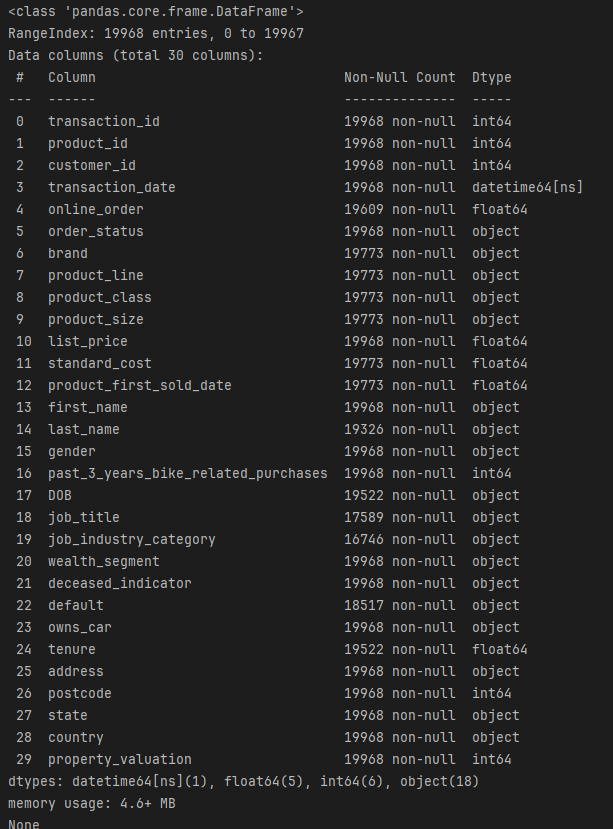 <class 'pandas.core.frame.DataFrame'>
RangeIndex: 19968 entries, 0 to 19967
Data columns (total 30 columns):
 #   Column                               Non-Null Count  Dtype
---  ------                               --------------  -----
 0   transaction_id                       19968 non-null  int64
 1   product_id                           19968 non-null  int64
 2   customer_id                          19968 non-null  int64
 3   transaction_date                     19968 non-null  datetime64[ns]
 4   online_order                         19609 non-null  float64
 5   order_status                         19968 non-null  object
 6   brand                                19773 non-null  object
 7   product_line                         19773 non-null  object
 8   product_class                        19773 non-null  object
 9   product_size                         19773 non-null  object
 10  list_price                           19968 non-null  float64
 11  standard_cost                        19773 non-null  float64
 12  product_first_sold_date              19773 non-null  float64
 13  first_name                           19968 non-null  object
 14  last_name                            19326 non-null  object
 15  gender                               19968 non-null  object
 16  past_3_years_bike_related_purchases  19968 non-null  int64
 17  DOB                                  19522 non-null  object
 18  job_title                            17589 non-null  object
 19  job_industry_category                16746 non-null  object
 20  wealth_segment                       19968 non-null  object
 21  deceased_indicator                   19968 non-null  object
 22  default                              18517 non-null  object
 23  owns_car                             19968 non-null  object
 24  tenure                               19522 non-null  float64
 25  address                              19968 non-null  object
 26  postcode                             19968 non-null  int64
 27  state                                19968 non-null  object
 28  country                              19968 non-null  object
 29  property_valuation                   19968 non-null  int64
dtypes: datetime64[ns](1), float64(5), int64(6), object(18)
memory usage: 4.6+ MB
None